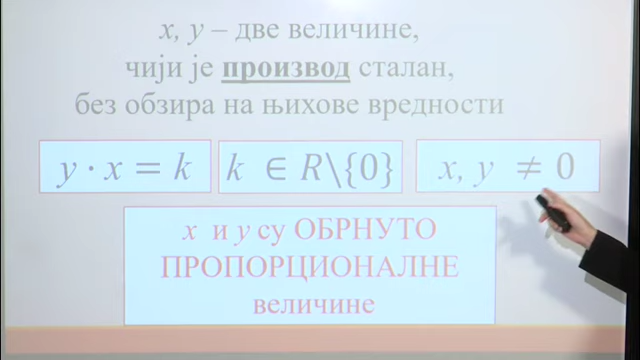 x, y – две величине,
чији је производ сталан,
без обзира на њихове вредности
y · x = k
k ∈ R\{0}
x, y ≠ 0
x и y су ОБРНУТО
ПРОПОРЦИОНАЛНЕ
величине